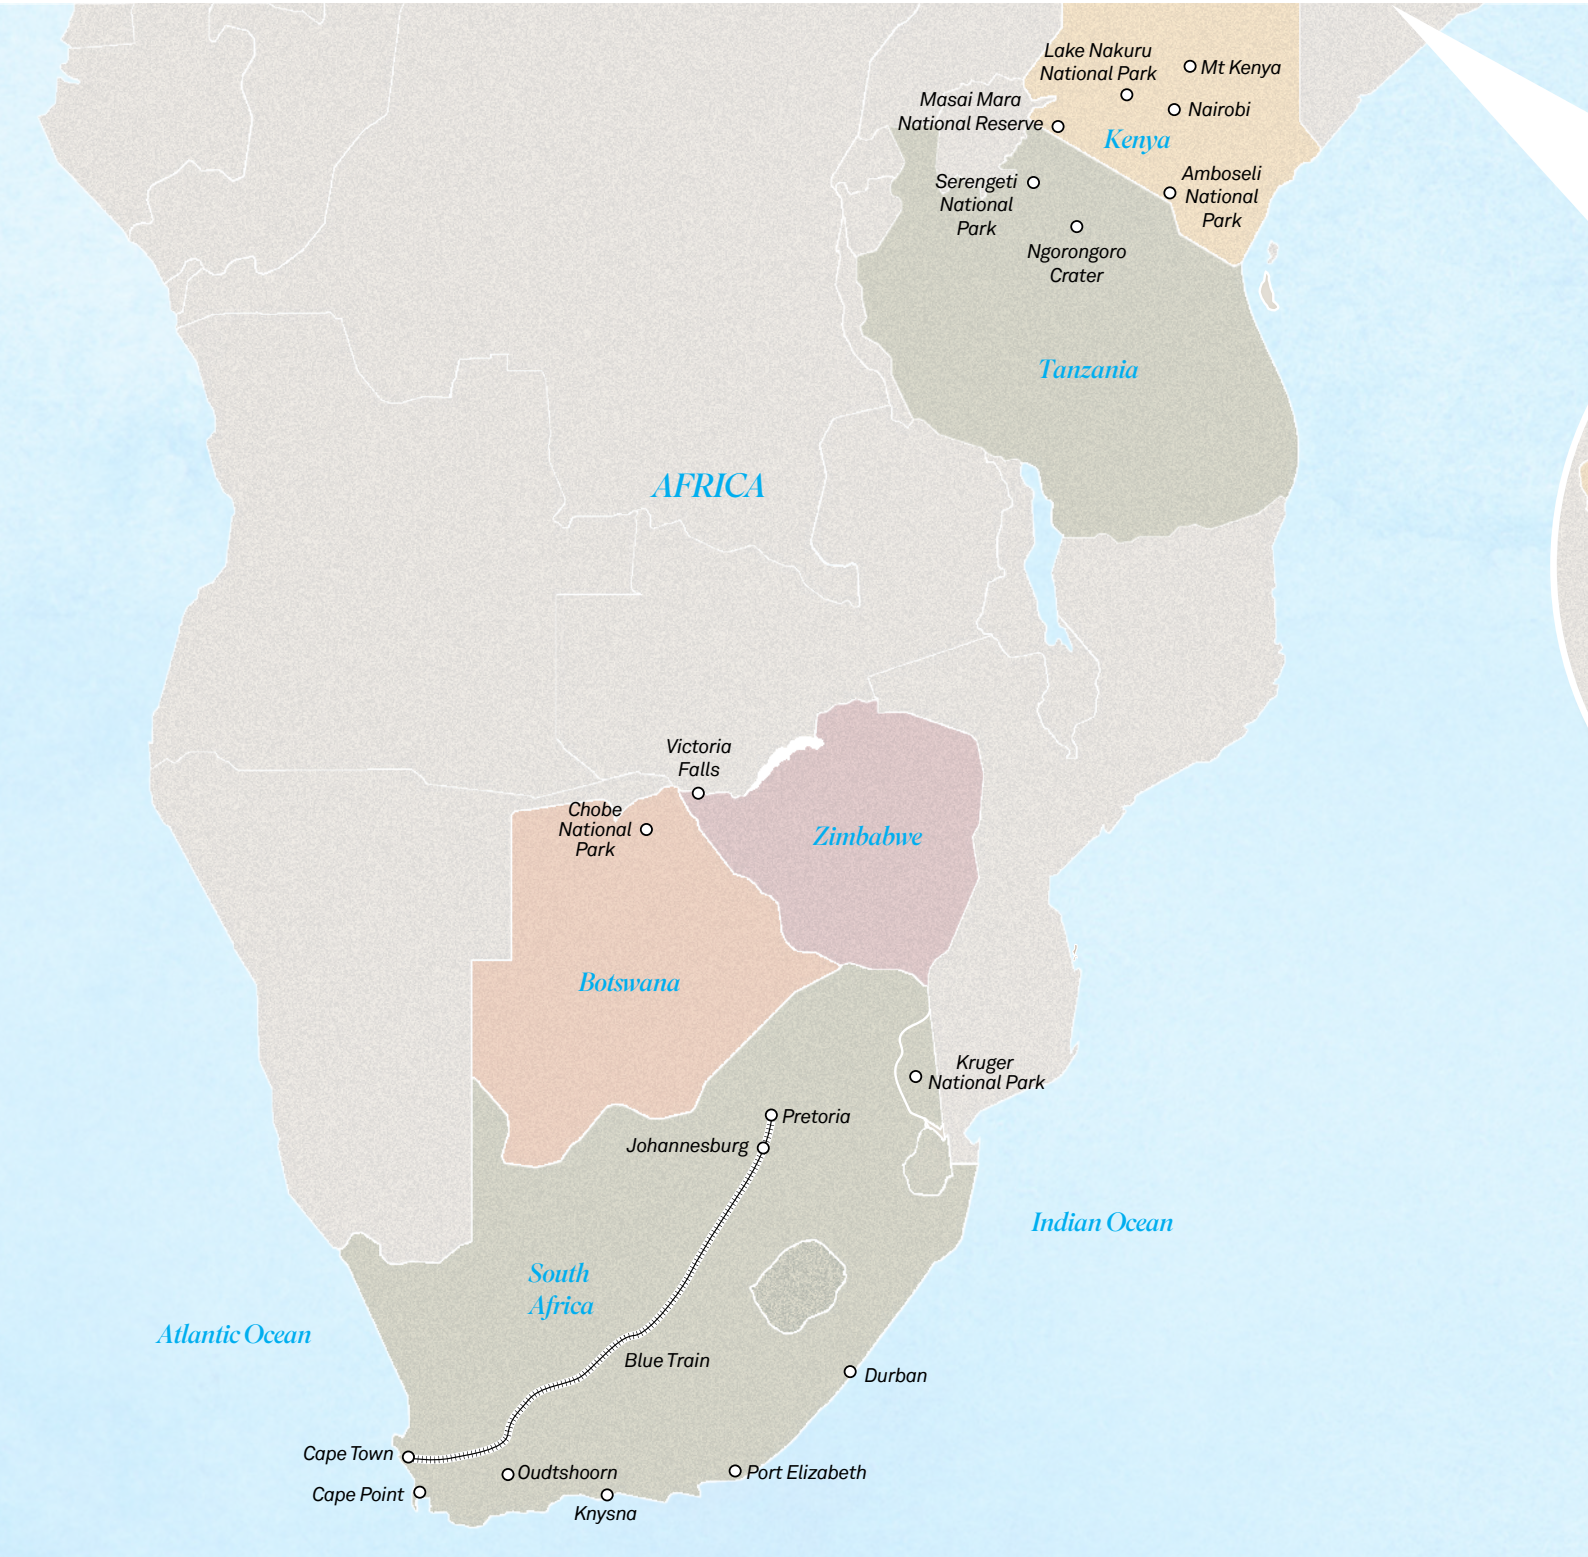 Lake Nakuru
National Park
Mt Kenya
Masai Mara
National Reserve
Nairobi
Kenya
Serengeti
National
Park
Amboseli
National
Park
Ngorongoro
Crater
Tanzania
AFRICA
Victoria
Falls
Chobe
National
Park
Zimbabwe
Botswana
Kruger
National Park
Pretoria
Johannesburg
Indian Ocean
South
Africa
Atlantic Ocean
Blue Train
Durban
Cape Town
Oudtshoorn
Port Elizabeth
Cape Point
Knysna